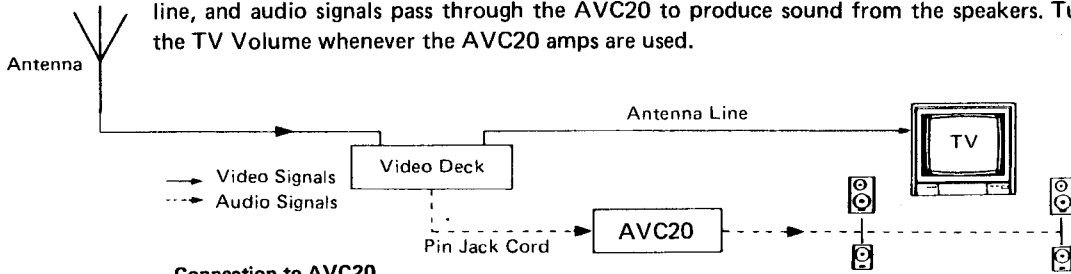 line, and audio signals pass through the AVC20 to produce sound from the speakers.
the TV Volume whenever the AVC20 amps are used.
Antenna
Antenna Line
TV
Video Deck
Video Signals
Audio Signals
AVC20
Pin Jack Cord
Connection to AVC20